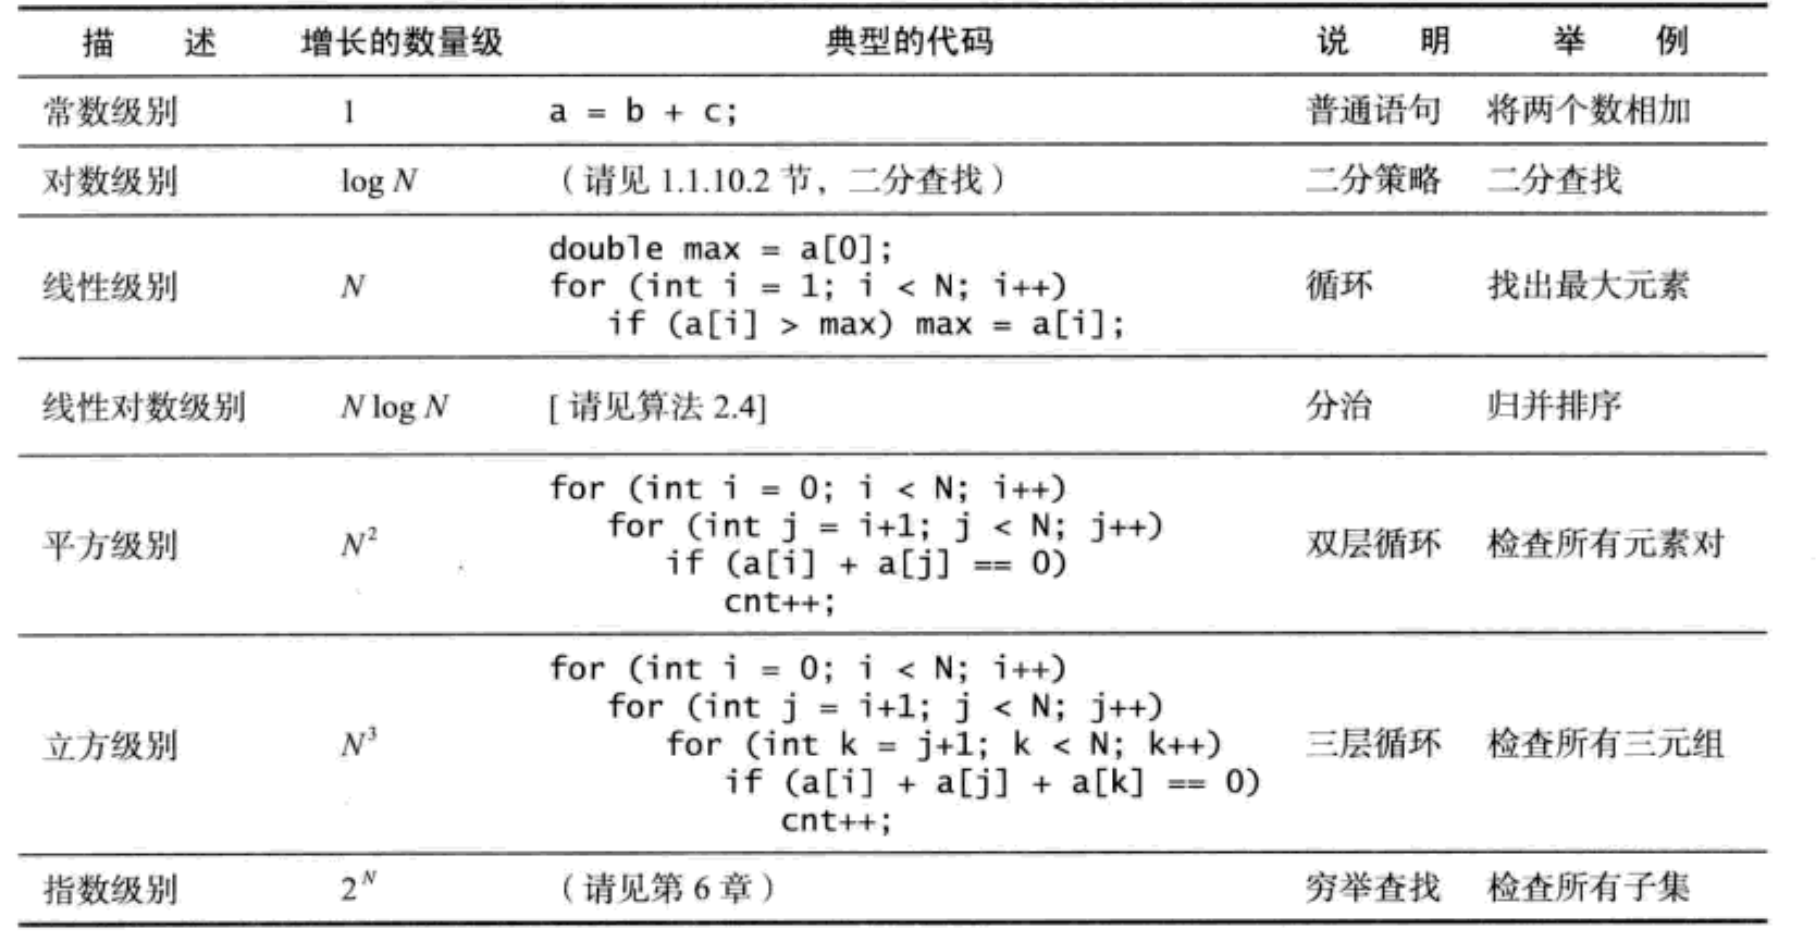 描 述 增长的数量级 典型的代码 说 明 举 例
常数级别 1 a = b + c; 普通语句 将两个数相加
对数级别 log N （请见 1.1.10.2 节，二分查找） 二分策略 二分查找
double max = a[0];
线性级别 N for (int i = 1; i < N; i++) 循环 找出最大元素
if (a[i] > max) max = a[i];
线性对数级别 N log N [ 请见算法 2.4] 分治 归并排序
for (int i = 0; i < N; i++)
for (int j = i+1; j < N; j++)
平方级别 N² if (a[i] + a[j] == 0) 双层循环 检查所有元素对
cnt++;
for (int i = 0; i < N; i++)
for (int j = i+1; j < N; j++)
立方级别 N³ for (int k = j+1; k < N; k++) 三层循环 检查所有三元组
if (a[i] + a[j] + a[k] == 0)
cnt++;
指数级别 2ᴺ （请见第 6 章） 穷举查找 检查所有子集